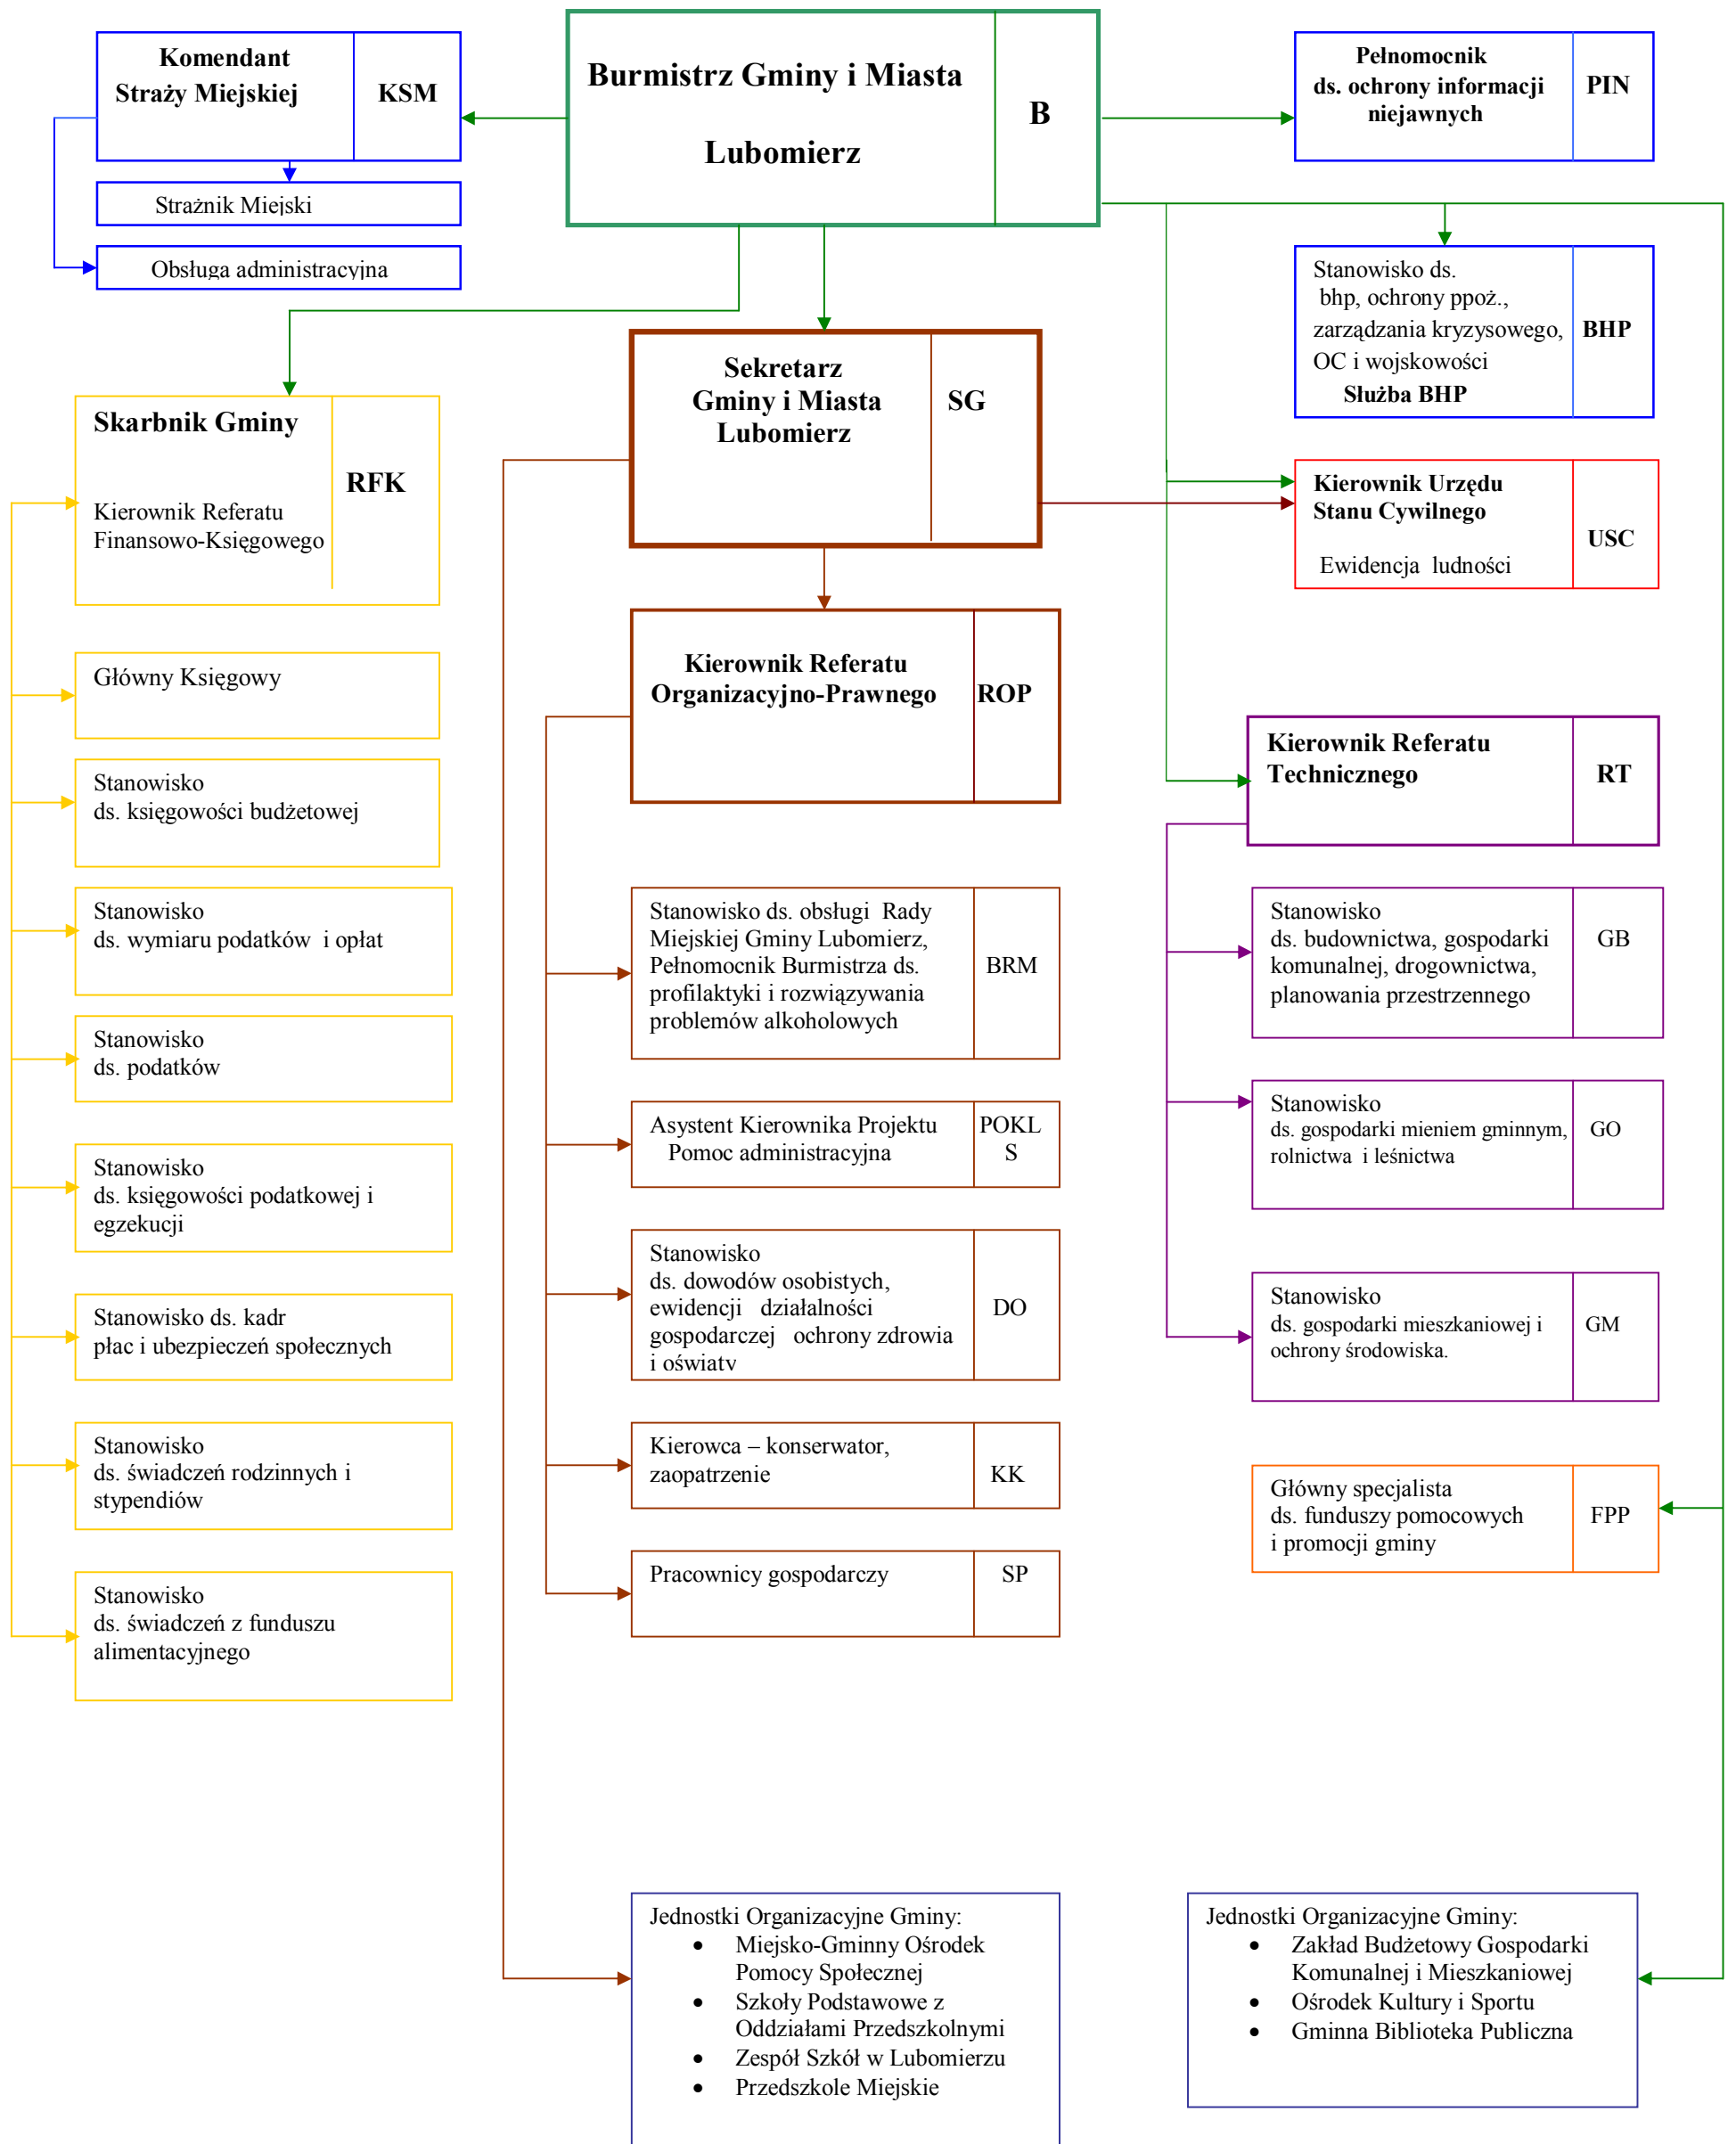 Komendant
Straży Miejskiej
KSM
Strażnik Miejski
Obsługa administracyjna
Burmistrz Gminy i Miasta
Lubomierz
B
Pełnomocnik
ds. ochrony informacji
niejawnych
PIN
Stanowisko ds.
bhp, ochrony ppoż.,
zarządzania kryzysowego,
OC i wojskowości
Służba BHP
BHP
Sekretarz
Gminy i Miasta
Lubomierz
SG
Skarbnik Gminy
Kierownik Referatu
Finansowo-Księgowego
RFK
Kierownik Urzędu
Stanu Cywilnego
Ewidencja ludności
USC
Główny Księgowy
Stanowisko
ds. księgowości budżetowej
Stanowisko
ds. wymiaru podatków i opłat
Stanowisko
ds. podatków
Stanowisko
ds. księgowości podatkowej i
egzekucji
Stanowisko ds. kadr
płac i ubezpieczeń społecznych
Stanowisko
ds. świadczeń rodzinnych i
stypendiów
Stanowisko
ds. świadczeń z funduszu
alimentacyjnego
Kierownik Referatu
Organizacyjno-Prawnego
ROP
Stanowisko ds. obsługi Rady
Miejskiej Gminy Lubomierz,
Pełnomocnik Burmistrza ds.
profilaktyki i rozwiązywania
problemów alkoholowych
BRM
Asystent Kierownika Projektu
Pomoc administracyjna
POKL
S
Stanowisko
ds. dowodów osobistych,
ewidencji działalności
gospodarczej ochrony zdrowia
i oświaty
DO
Kierowca – konserwator,
zaopatrzenie
KK
Pracownicy gospodarczy
SP
Kierownik Referatu
Technicznego
RT
Stanowisko
ds. budownictwa, gospodarki
komunalnej, drogownictwa,
planowania przestrzennego
GB
Stanowisko
ds. gospodarki mieniem gminnym,
rolnictwa i leśnictwa
GO
Stanowisko
ds. gospodarki mieszkaniowej i
ochrony środowiska.
GM
Główny specjalista
ds. funduszy pomocowych
i promocji gminy
FPP
Jednostki Organizacyjne Gminy:
• Miejsko-Gminny Ośrodek
Pomocy Społecznej
• Szkoły Podstawowe z
Oddziałami Przedszkolnymi
• Zespół Szkół w Lubomierzu
• Przedszkole Miejskie
Jednostki Organizacyjne Gminy:
• Zakład Budżetowy Gospodarki
Komunalnej i Mieszkaniowej
• Ośrodek Kultury i Sportu
• Gminna Biblioteka Publiczna